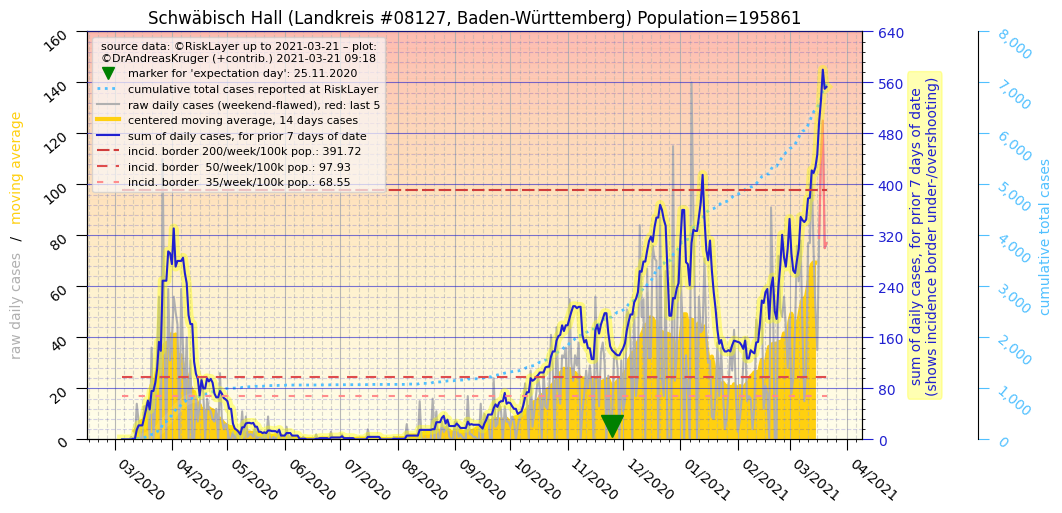 Schwäbisch Hall (Landkreis #08127, Baden-Württemberg) Population=195861
source data: ©RiskLayer up to 2021-03-21 – plot:
©DrAndreasKruger (+contrib.) 2021-03-21 09:18
marker for 'expectation day': 25.11.2020
cumulative total cases reported at RiskLayer
raw daily cases (weekend-flawed), red: last 5
centered moving average, 14 days cases
sum of daily cases, for prior 7 days of date
incid. border 200/week/100k pop.: 391.72
incid. border  50/week/100k pop.: 97.93
incid. border  35/week/100k pop.: 68.55
raw daily cases / moving average
160
140
120
100
80
60
40
20
0
03/2020
04/2020
05/2020
06/2020
07/2020
08/2020
09/2020
10/2020
11/2020
12/2020
01/2021
02/2021
03/2021
04/2021
640
560
480
400
320
240
160
80
0
sum of daily cases, for prior 7 days of date
(shows incidence border under-/overshooting)
8,000
7,000
6,000
5,000
4,000
3,000
2,000
1,000
0
cumulative total cases